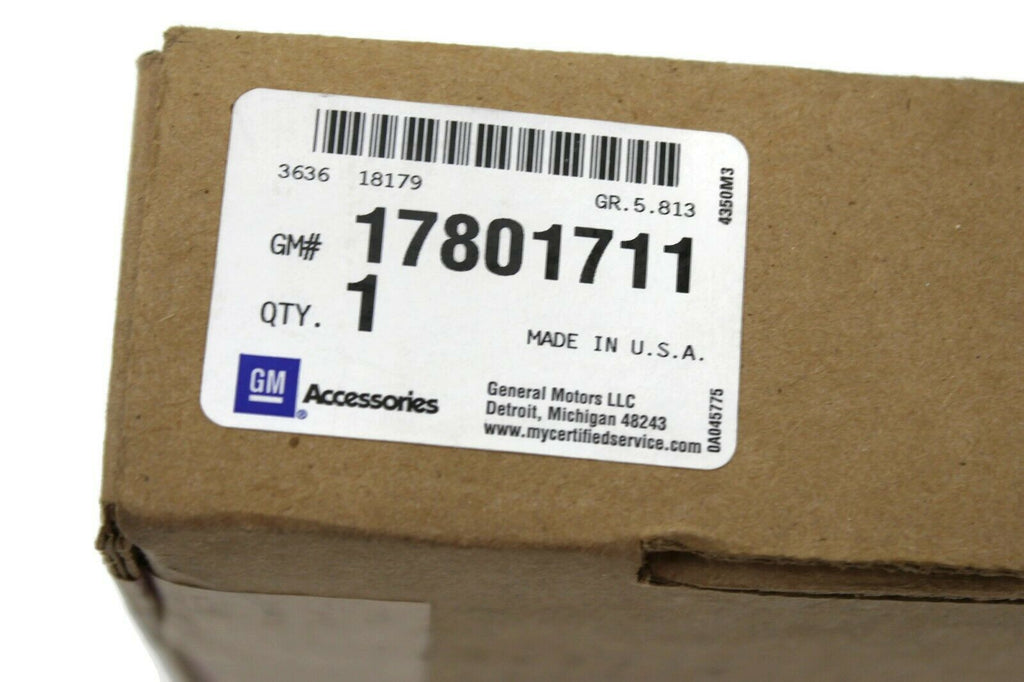 3636 18179
GR.5.813
4350M3
GM# 17801711
QTY. 1
MADE IN U.S.A.
GM® Accessories
General Motors LLC
Detroit, Michigan 48243
www.mycertifiedservice.com
0A045775